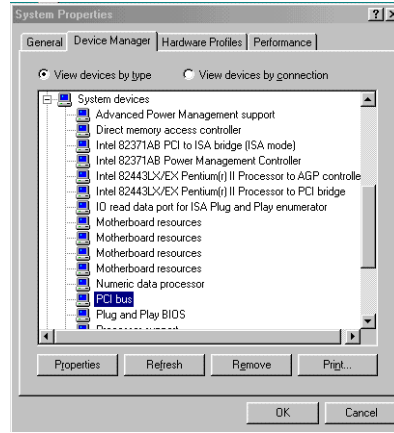 System Properties
General Device Manager Hardware Profiles Performance
View devices by type View devices by connection
System devices
Advanced Power Management support
Direct memory access controller
Intel 82371AB PCI to ISA bridge (ISA mode)
Intel 82371AB Power Management Controller
Intel 82443LX/EX Pentium(r) II Processor to AGP controlle
Intel 82443LX/EX Pentium(r) II Processor to PCI bridge
IO read data port for ISA Plug and Play enumerator
Motherboard resources
Motherboard resources
Motherboard resources
Motherboard resources
Numeric data processor
PCI bus
Plug and Play BIOS
Processor support
Properties Refresh Remove Print...
OK Cancel